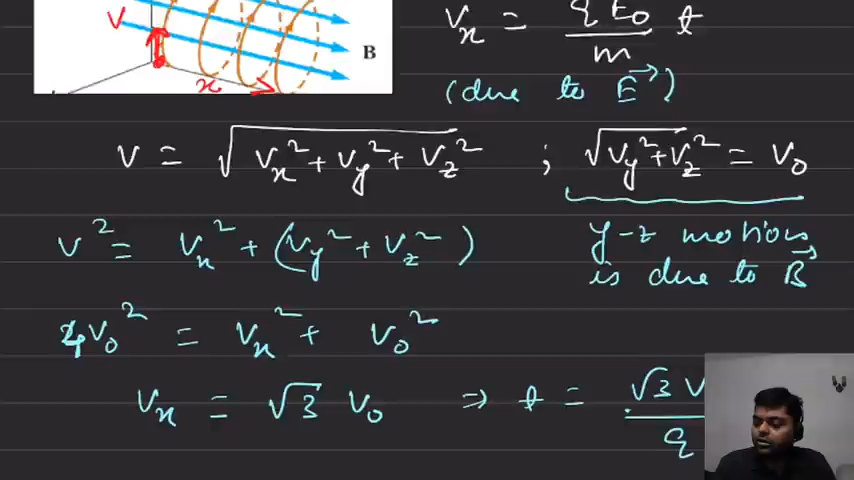 V
B
x
Vx = qE₀/m t
(due to E⃗)
V = √(Vx² + Vy² + Vz²) ; √(Vy² + Vz²) = V₀
V² = Vx² + (Vy² + Vz²)
y-z motion
is due to B⃗
4V₀² = Vx² + V₀²
Vx = √3 V₀ ⇒ t = √3 V / q